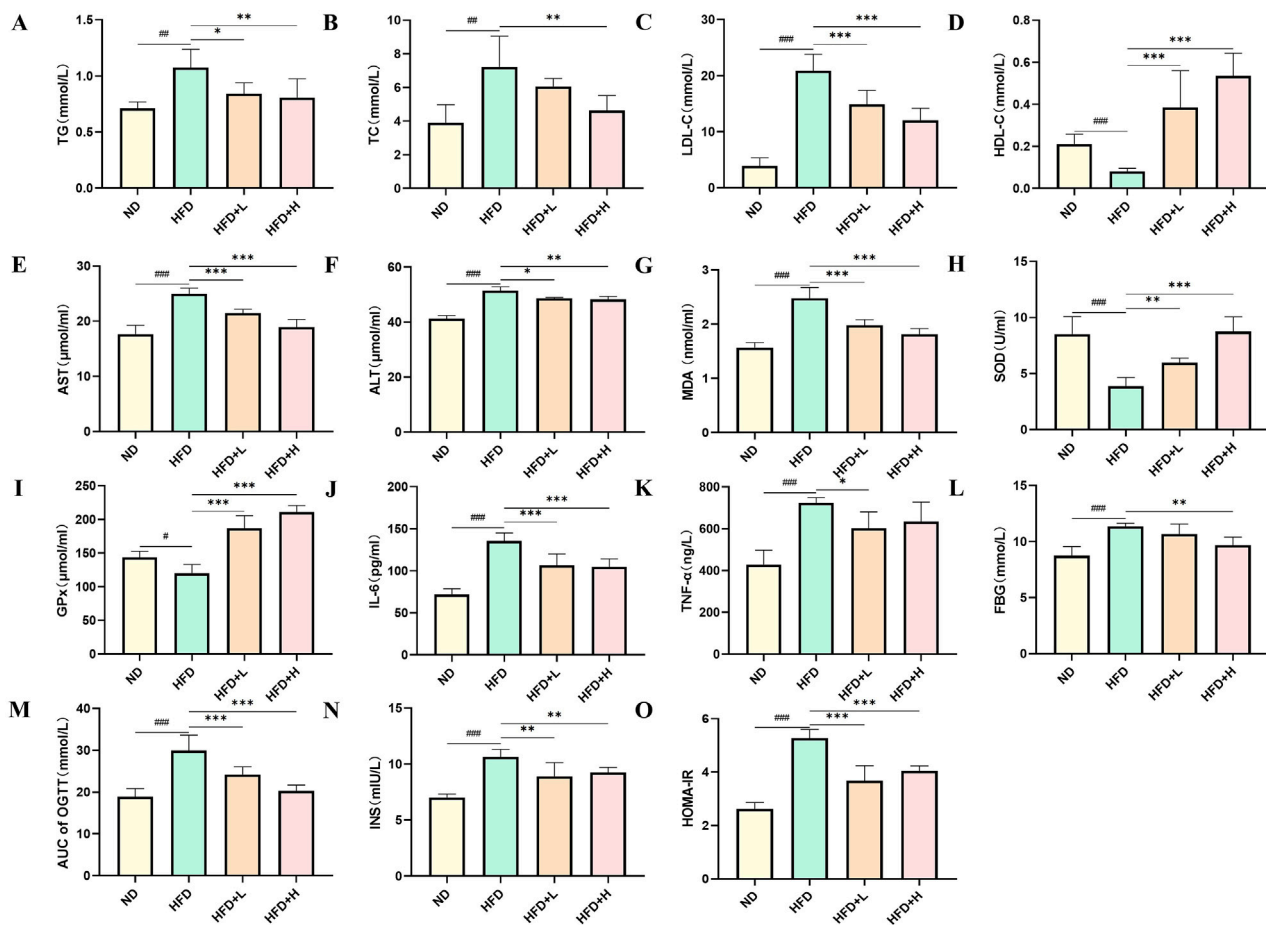 A
TG(mmol/L)
1.5
1.0
0.5
0.0
##
*
**
ND
HFD
HFD+L
HFD+H
B
TC(mmol/L)
10
8
6
4
2
0
##
**
ND
HFD
HFD+L
HFD+H
C
LDL-C(mmol/L)
30
20
10
0
###
***
***
ND
HFD
HFD+L
HFD+H
D
HDL-C(mmol/L)
0.8
0.6
0.4
0.2
0.0
###
***
***
ND
HFD
HFD+L
HFD+H
E
AST(μmol/ml)
30
20
10
0
###
***
***
ND
HFD
HFD+L
HFD+H
F
ALT(μmol/ml)
60
40
20
0
###
*
**
ND
HFD
HFD+L
HFD+H
G
MDA (nmol/ml)
3
2
1
0
###
***
***
ND
HFD
HFD+L
HFD+H
H
SOD(U/ml)
15
10
5
0
###
**
***
ND
HFD
HFD+L
HFD+H
I
GPx(μmol/ml)
250
200
150
100
50
0
#
***
***
ND
HFD
HFD+L
HFD+H
J
IL-6(pg/ml)
200
150
100
50
0
###
***
***
ND
HFD
HFD+L
HFD+H
K
TNF-α(ng/L)
800
600
400
200
0
###
*
ND
HFD
HFD+L
HFD+H
L
FBG(mmo/L)
15
10
5
0
###
**
ND
HFD
HFD+L
HFD+H
M
AUC of OGTT(mmol/L)
40
30
20
10
0
###
***
***
ND
HFD
HFD+L
HFD+H
N
INS(mIU/L)
15
10
5
0
###
**
**
ND
HFD
HFD+L
HFD+H
O
HOMA-IR
6
4
2
0
###
***
***
ND
HFD
HFD+L
HFD+H